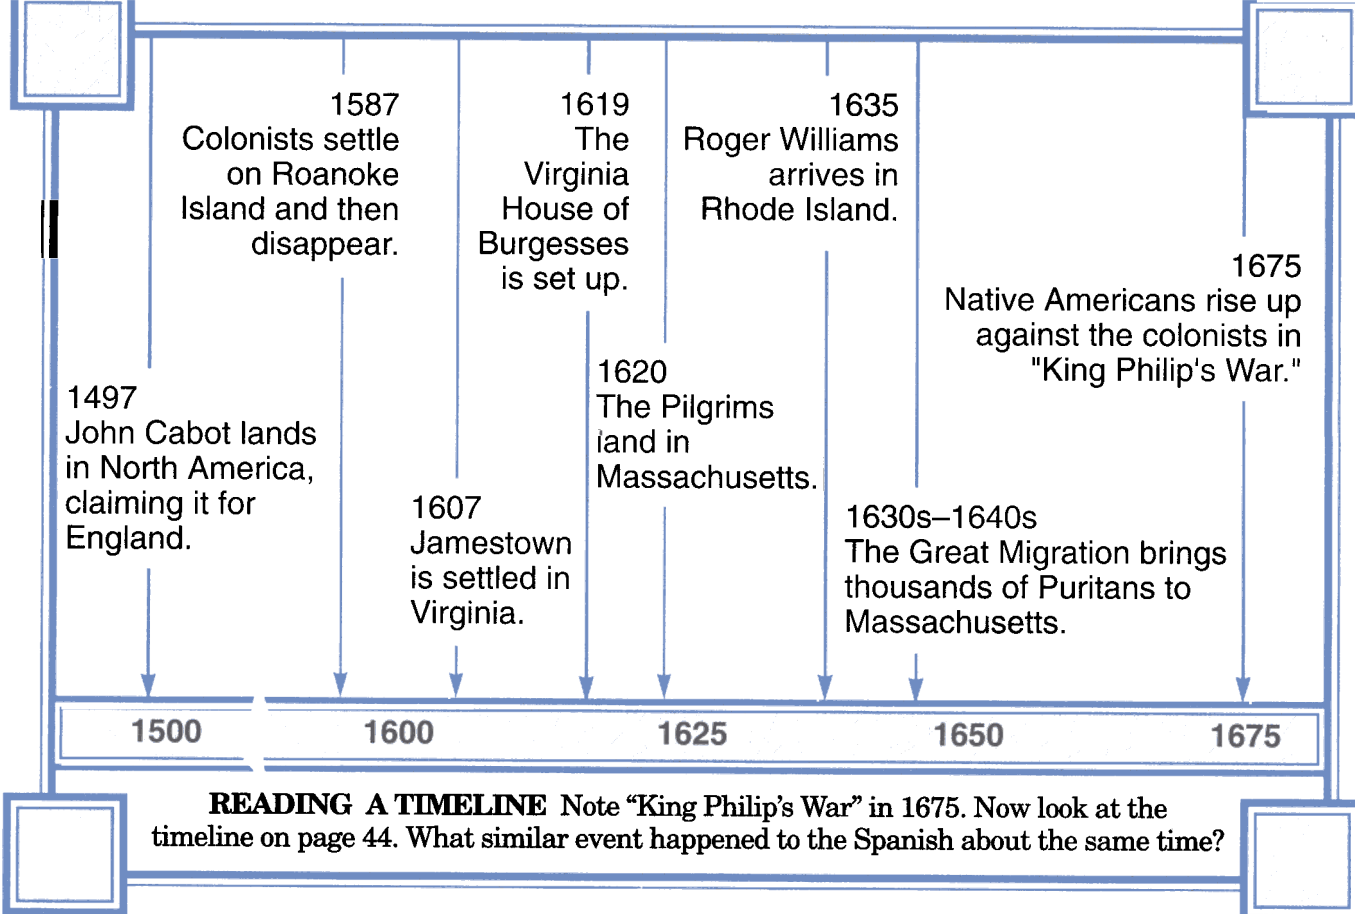 1587
Colonists settle
on Roanoke
Island and then
disappear.
1619
The
Virginia
House of
Burgesses
is set up.
1635
Roger Williams
arrives in
Rhode Island.
1675
Native Americans rise up
against the colonists in
"King Philip's War."
1497
John Cabot lands
in North America,
claiming it for
England.
1620
The Pilgrims
land in
Massachusetts.
1607
Jamestown
is settled in
Virginia.
1630s–1640s
The Great Migration brings
thousands of Puritans to
Massachusetts.
1500 1600 1625 1650 1675
READING A TIMELINE Note “King Philip’s War” in 1675. Now look at the
timeline on page 44. What similar event happened to the Spanish about the same time?